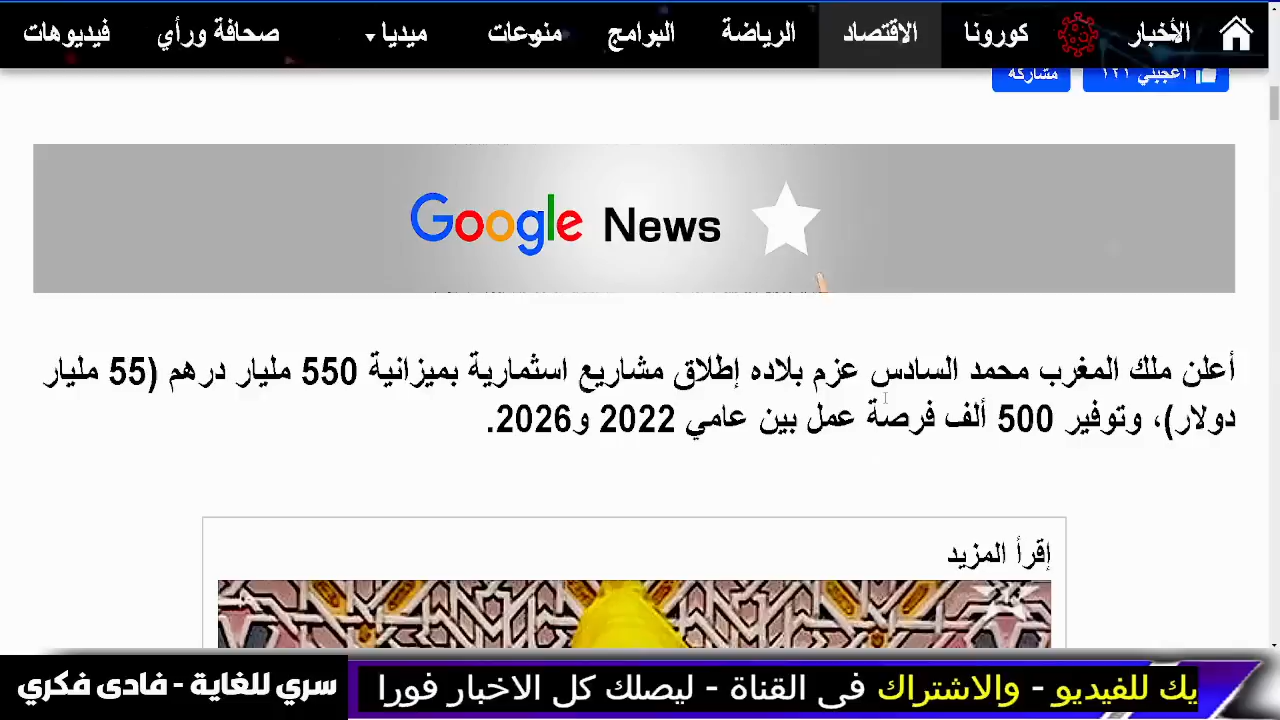 الأخبار
كورونا
الاقتصاد
الرياضة
البرامج
منوعات
ميديا
صحافة ورأي
فيديوهات
أعجبني ١٢١
مشاركة
Google News
أعلن ملك المغرب محمد السادس عزم بلاده إطلاق مشاريع استثمارية بميزانية 550 مليار درهم (55 مليار
دولار)، وتوفير 500 ألف فرصة عمل بين عامي 2022 و2026.
إقرأ المزيد
يك للفيديو - والاشتراك فى القناة - ليصلك كل الاخبار فورا
سري للغاية - فادى فكري